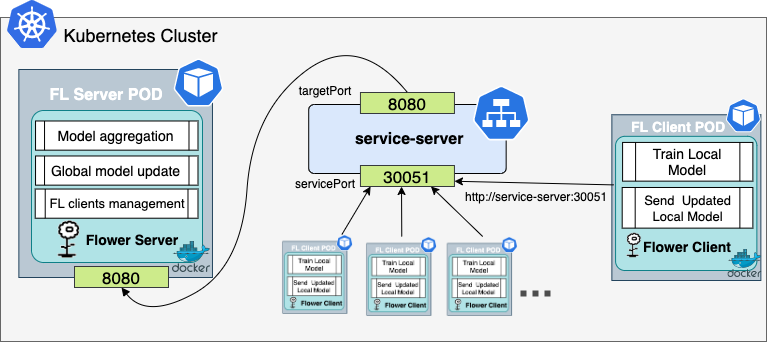 Kubernetes Cluster
FL Server POD
Model aggregation
Global model update
FL clients management
Flower Server
docker
8080
targetPort
8080
service-server
30051
servicePort
http://service-server:30051
FL Client POD
Train Local
Model
Send Updated
Local Model
Flower Client
docker
FL Client POD
Train Local
Model
Send Updated
Local Model
Flower Client
FL Client POD
Train Local
Model
Send Updated
Local Model
Flower Client
FL Client POD
Train Local
Model
Send Updated
Local Model
Flower Client